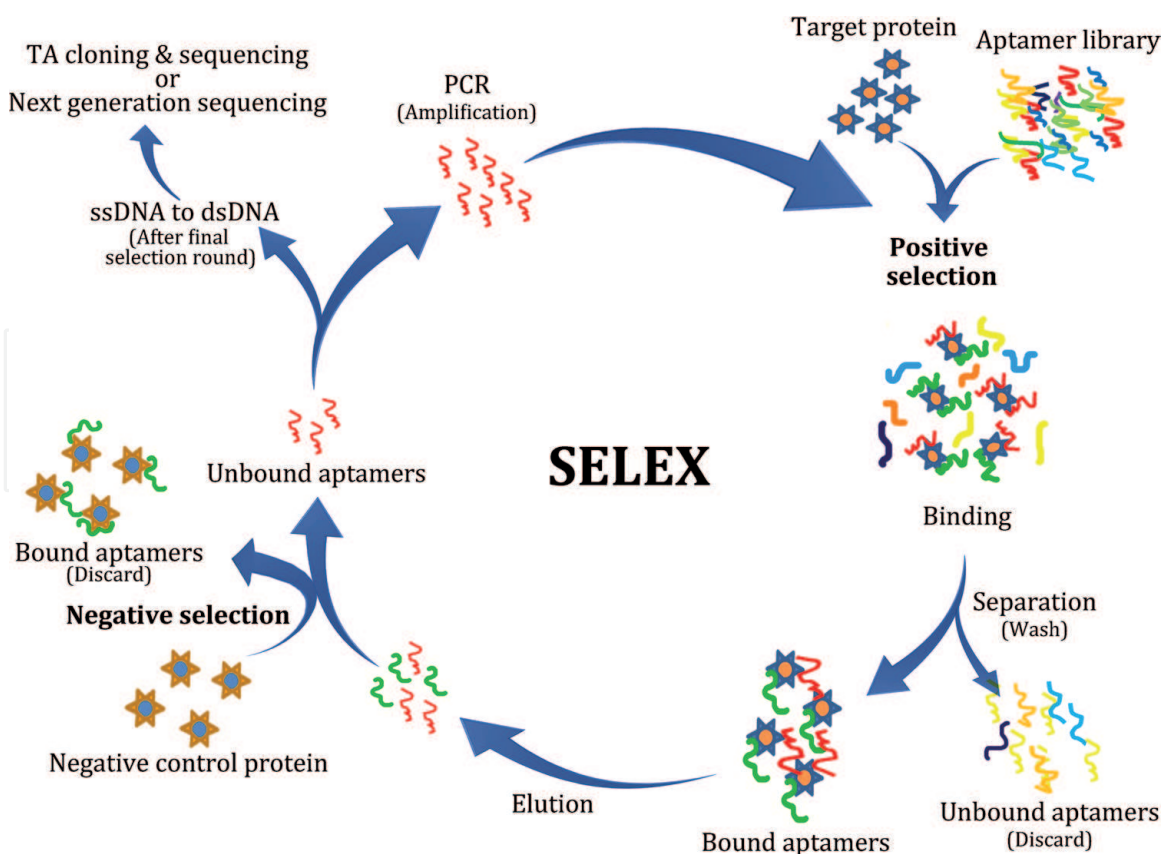 TA cloning & sequencing
or
Next generation sequencing
PCR
(Amplification)
Target protein
Aptamer library
ssDNA to dsDNA
(After final
selection round)
Positive
selection
Unbound aptamers
SELEX
Binding
Bound aptamers
(Discard)
Negative selection
Separation
(Wash)
Negative control protein
Elution
Bound aptamers
Unbound aptamers
(Discard)